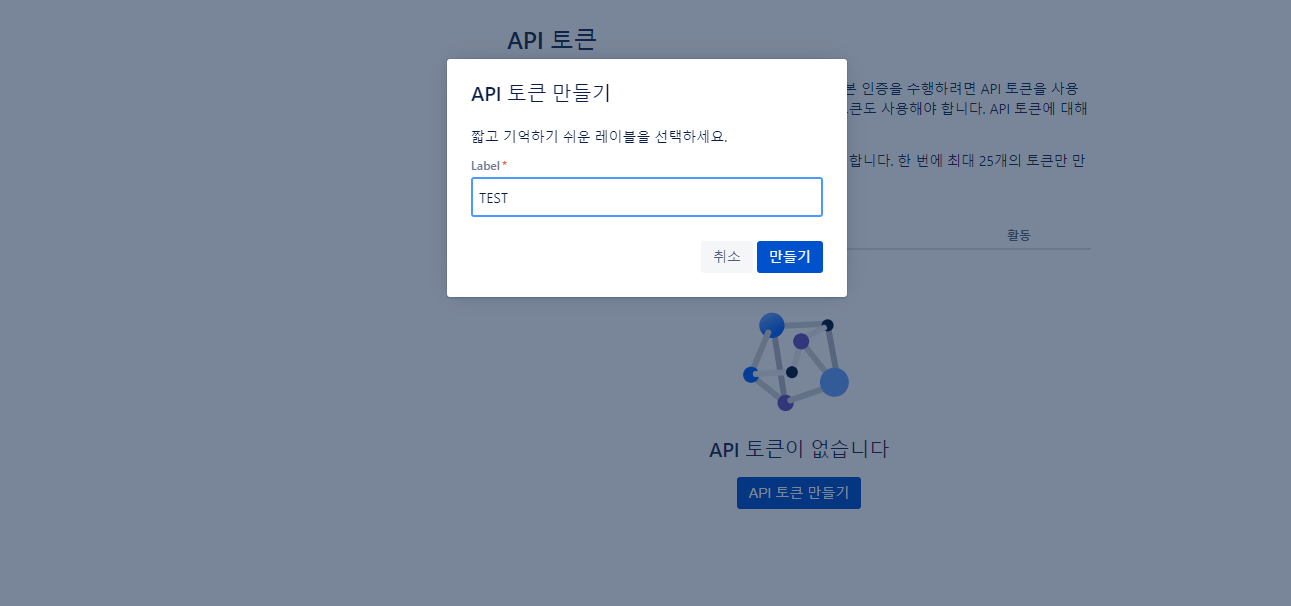 API 토큰
API 토큰 만들기
본 인증을 수행하려면 API 토큰을 사용
큰도 사용해야 합니다. API 토큰에 대해
짧고 기억하기 쉬운 레이블을 선택하세요.
합니다. 한 번에 최대 25개의 토큰만 만
Label*
TEST
활동
취소 만들기
API 토큰이 없습니다
API 토큰 만들기